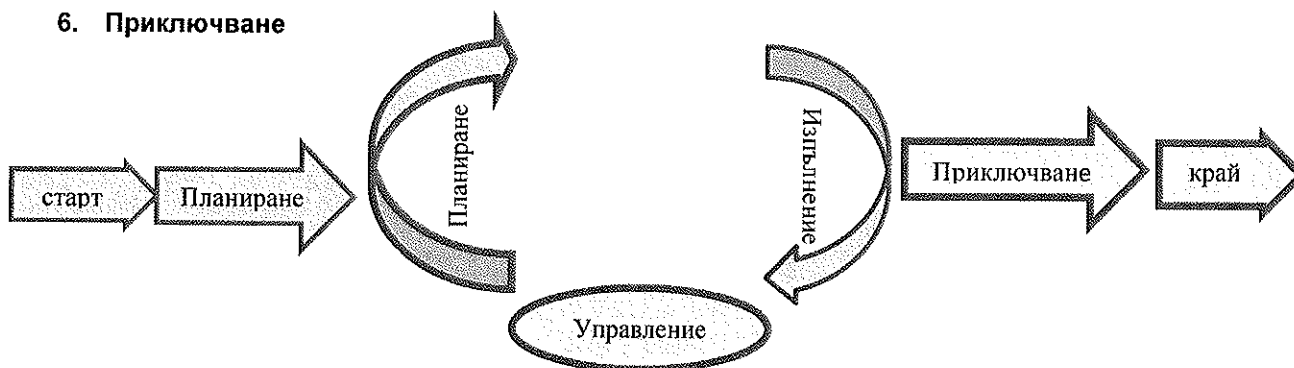 6. Приключване
старт
Планиране
Планиране
Изпълнение
Приключване
край
Управление